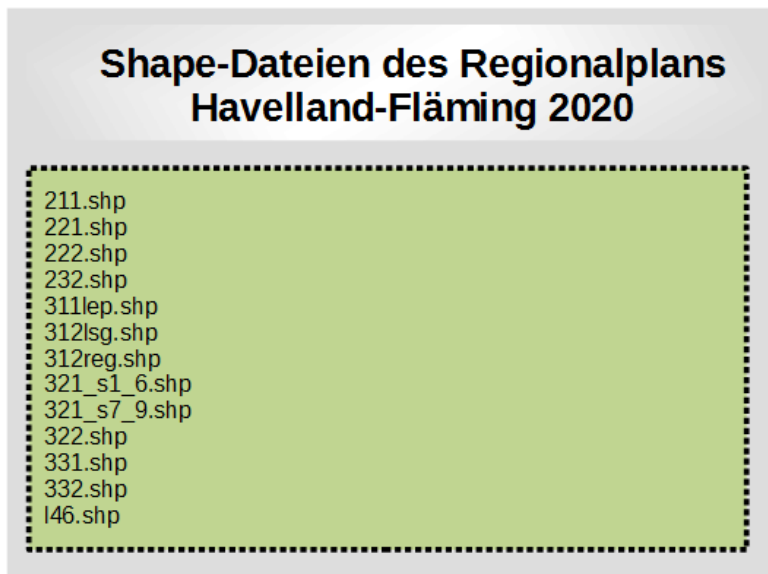 Shape-Dateien des Regionalplans
Havelland-Fläming 2020
211.shp
221.shp
222.shp
232.shp
311lep.shp
312lsg.shp
312reg.shp
321_s1_6.shp
321_s7_9.shp
322.shp
331.shp
332.shp
l46.shp